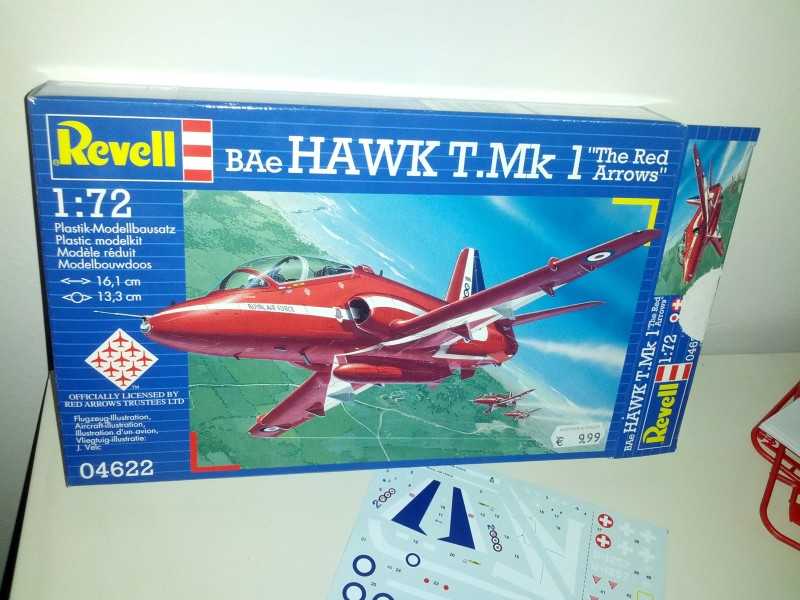 Revell
BAe HAWK T.Mk 1 "The Red Arrows"
1:72
Plastik-Modellbausatz
Plastic modelkit
Modèle réduit
Modelbouwdoos
16,1 cm
13,3 cm
ROYAL AIR FORCE
OFFICIALLY LICENSED BY
RED ARROWS TRUSTEES LTD
Flugzeug-Illustration,
Aircraft-illustration,
Illustration d'un avion,
Vliegtuig-illustratie:
J. Velc
04622
€ 9.99
BAe HAWK T.Mk 1 "The Red Arrows"
Revell
1:72